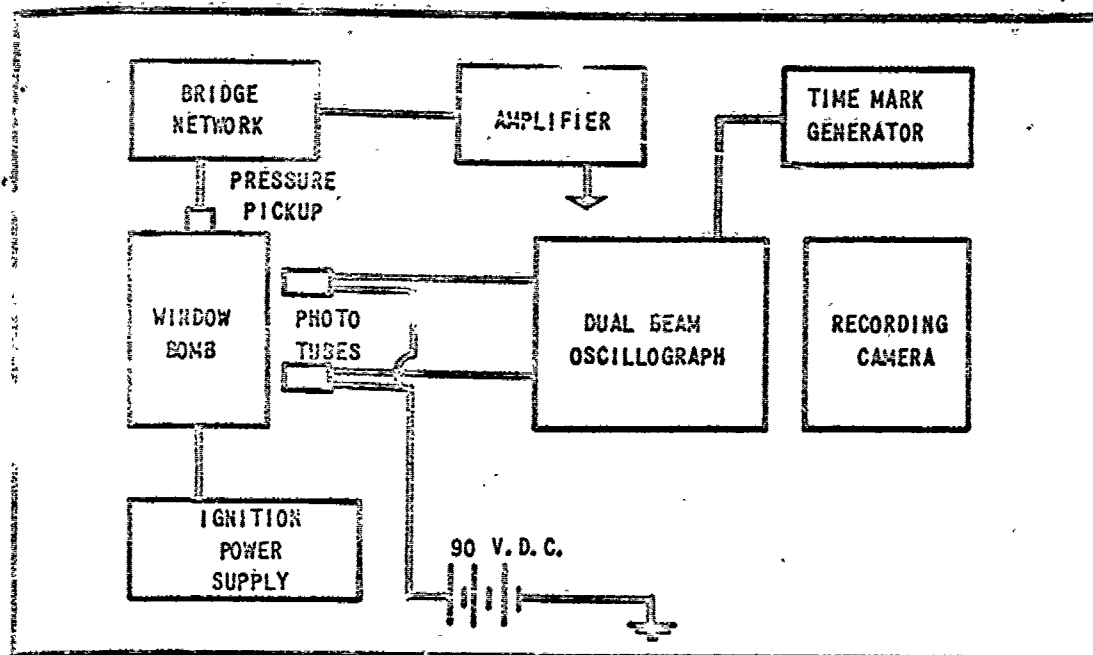 BRIDGE
NETWORK
AMPLIFIER
TIME MARK
GENERATOR
PRESSURE
PICKUP
WINDOW
BOMB
PHOTO
TUBES
DUAL BEAM
OSCILLOGRAPH
RECORDING
CAMERA
IGNITION
POWER
SUPPLY
90 V.D.C.